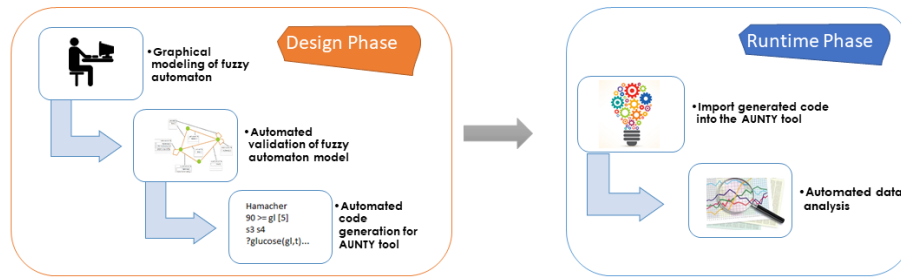 Design Phase
•Graphical
modeling of fuzzy
automaton
•Automated
validation of fuzzy
automaton model
Hamacher
90 >= gl [5]
s3 s4
?glucose(gl,t)...
•Automated
code
generation for
AUNTY tool
Runtime Phase
•Import generated code
into the AUNTY tool
•Automated data
analysis